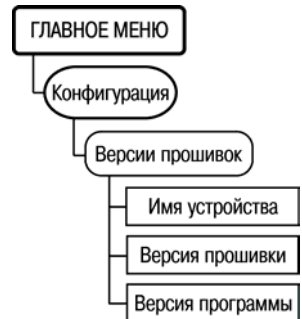 ГЛАВНОЕ МЕНЮ
Конфигурация
Версии прошивок
Имя устройства
Версия прошивки
Версия программы